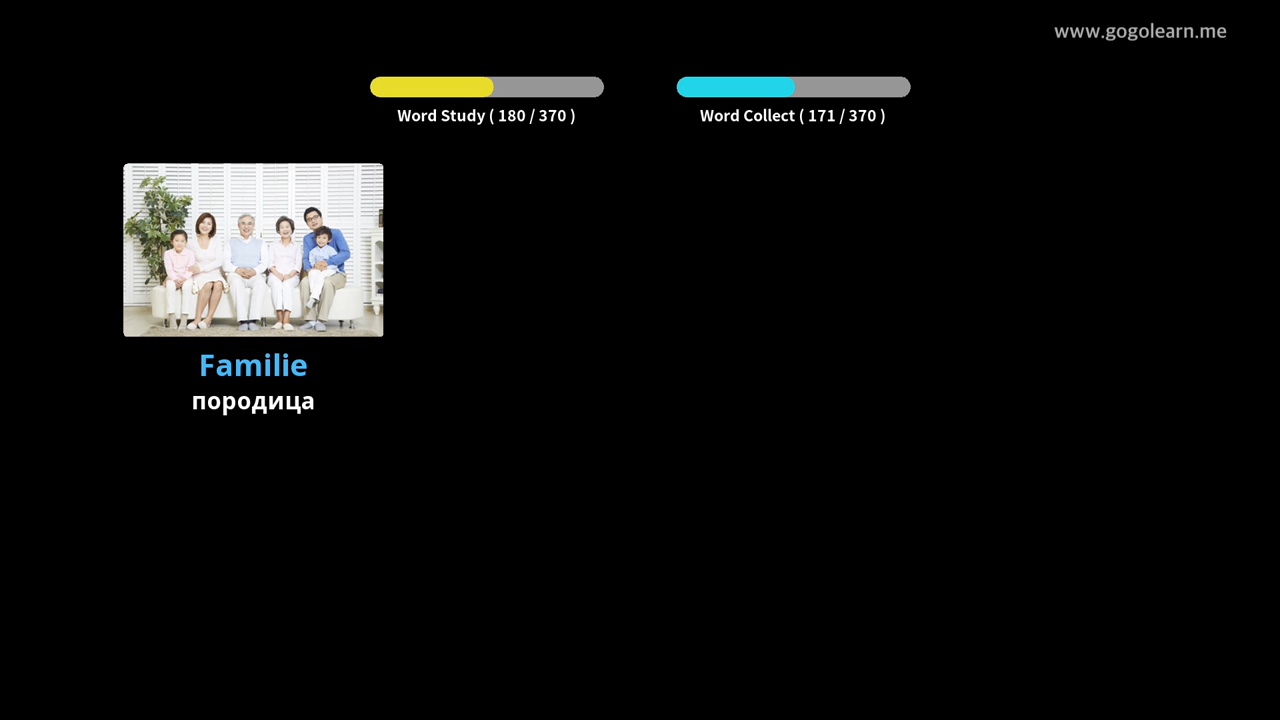 www.gogolearn.me
Word Study ( 180 / 370 )
Word Collect ( 171 / 370 )
Familie
породица